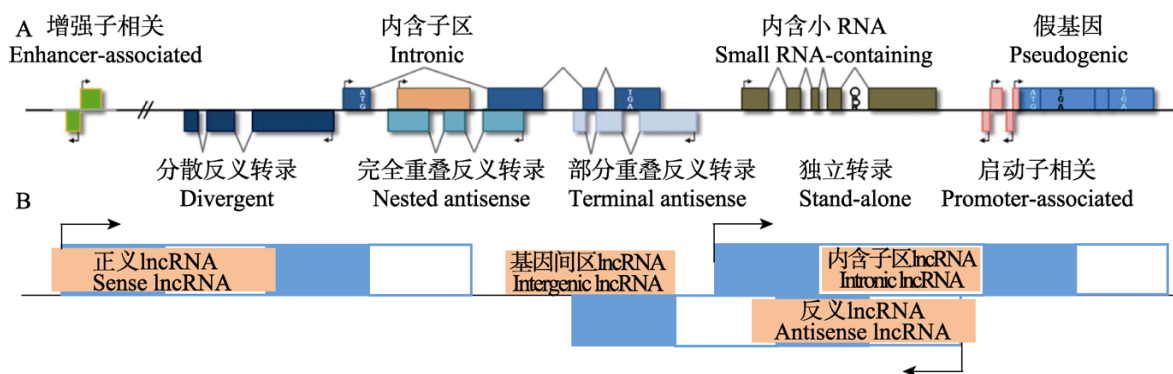 A
增强子相关
Enhancer-associated
内含子区
Intronic
内含小 RNA
Small RNA-containing
假基因
Pseudogenic
ATG
TGA
ATG
TGA
TGA
分散反义转录
Divergent
完全重叠反义转录
Nested antisense
部分重叠反义转录
Terminal antisense
独立转录
Stand-alone
启动子相关
Promoter-associated
B
正义lncRNA
Sense lncRNA
基因间区lncRNA
Intergenic lncRNA
内含子区lncRNA
Intronic lncRNA
反义lncRNA
Antisense lncRNA